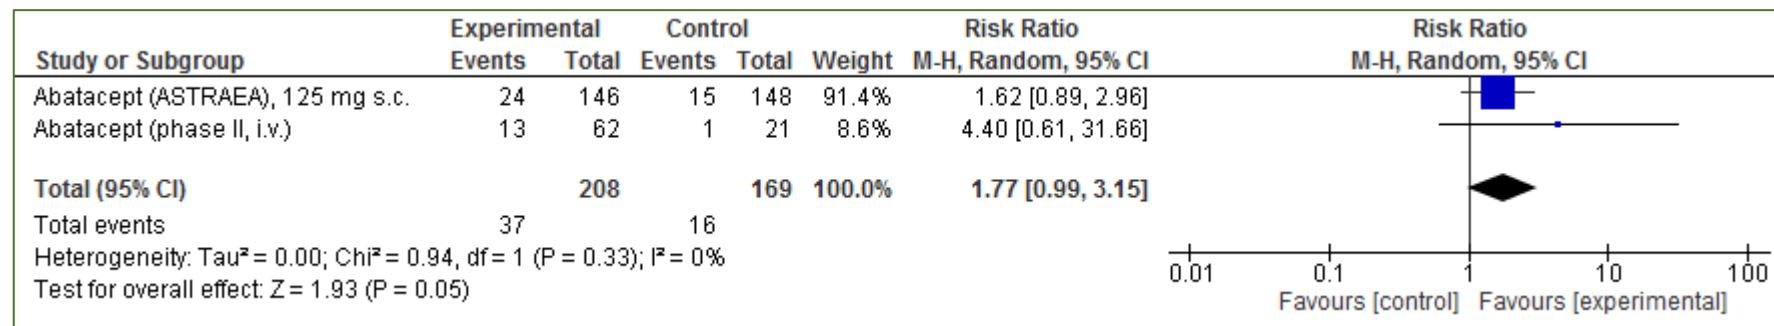 Experimental Control Risk Ratio Risk Ratio
Study or Subgroup Events Total Events Total Weight M-H, Random, 95% CI M-H, Random, 95% CI
Abatacept (ASTRAEA), 125 mg s.c. 24 146 15 148 91.4% 1.62 [0.89, 2.96]
Abatacept (phase II, i.v.) 13 62 1 21 8.6% 4.40 [0.61, 31.66]
Total (95% CI) 208 169 100.0% 1.77 [0.99, 3.15]
Total events 37 16
Heterogeneity: Tau² = 0.00; Chi² = 0.94, df = 1 (P = 0.33); I² = 0%
Test for overall effect: Z = 1.93 (P = 0.05)
0.01 0.1 1 10 100
Favours [control] Favours [experimental]